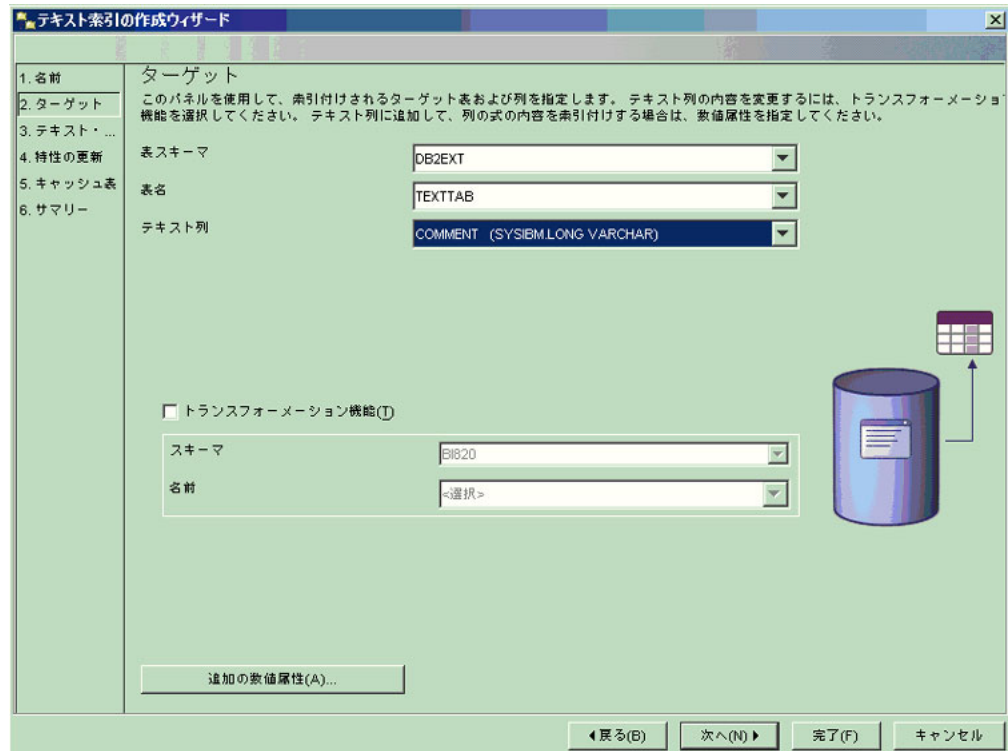 テキスト索引の作成ウィザード
1. 名前
2. ターゲット
3. テキスト・...
4. 特性の更新
5. キャッシュ表
6. サマリー
ターゲット
このパネルを使用して、索引付けされるターゲット表および列を指定します。 テキスト列の内容を変更するには、トランスフォーメーショ
機能を選択してください。 テキスト列に追加して、列の式の内容を索引付けする場合は、数値属性を指定してください。
表スキーマ
DB2EXT
表名
TEXTTAB
テキスト列
COMMENT (SYSIBM.LONG VARCHAR)
トランスフォーメーション機能(T)
スキーマ
BI820
名前
<選択>
追加の数値属性(A)...
戻る(B)
次へ(N)
完了(F)
キャンセル